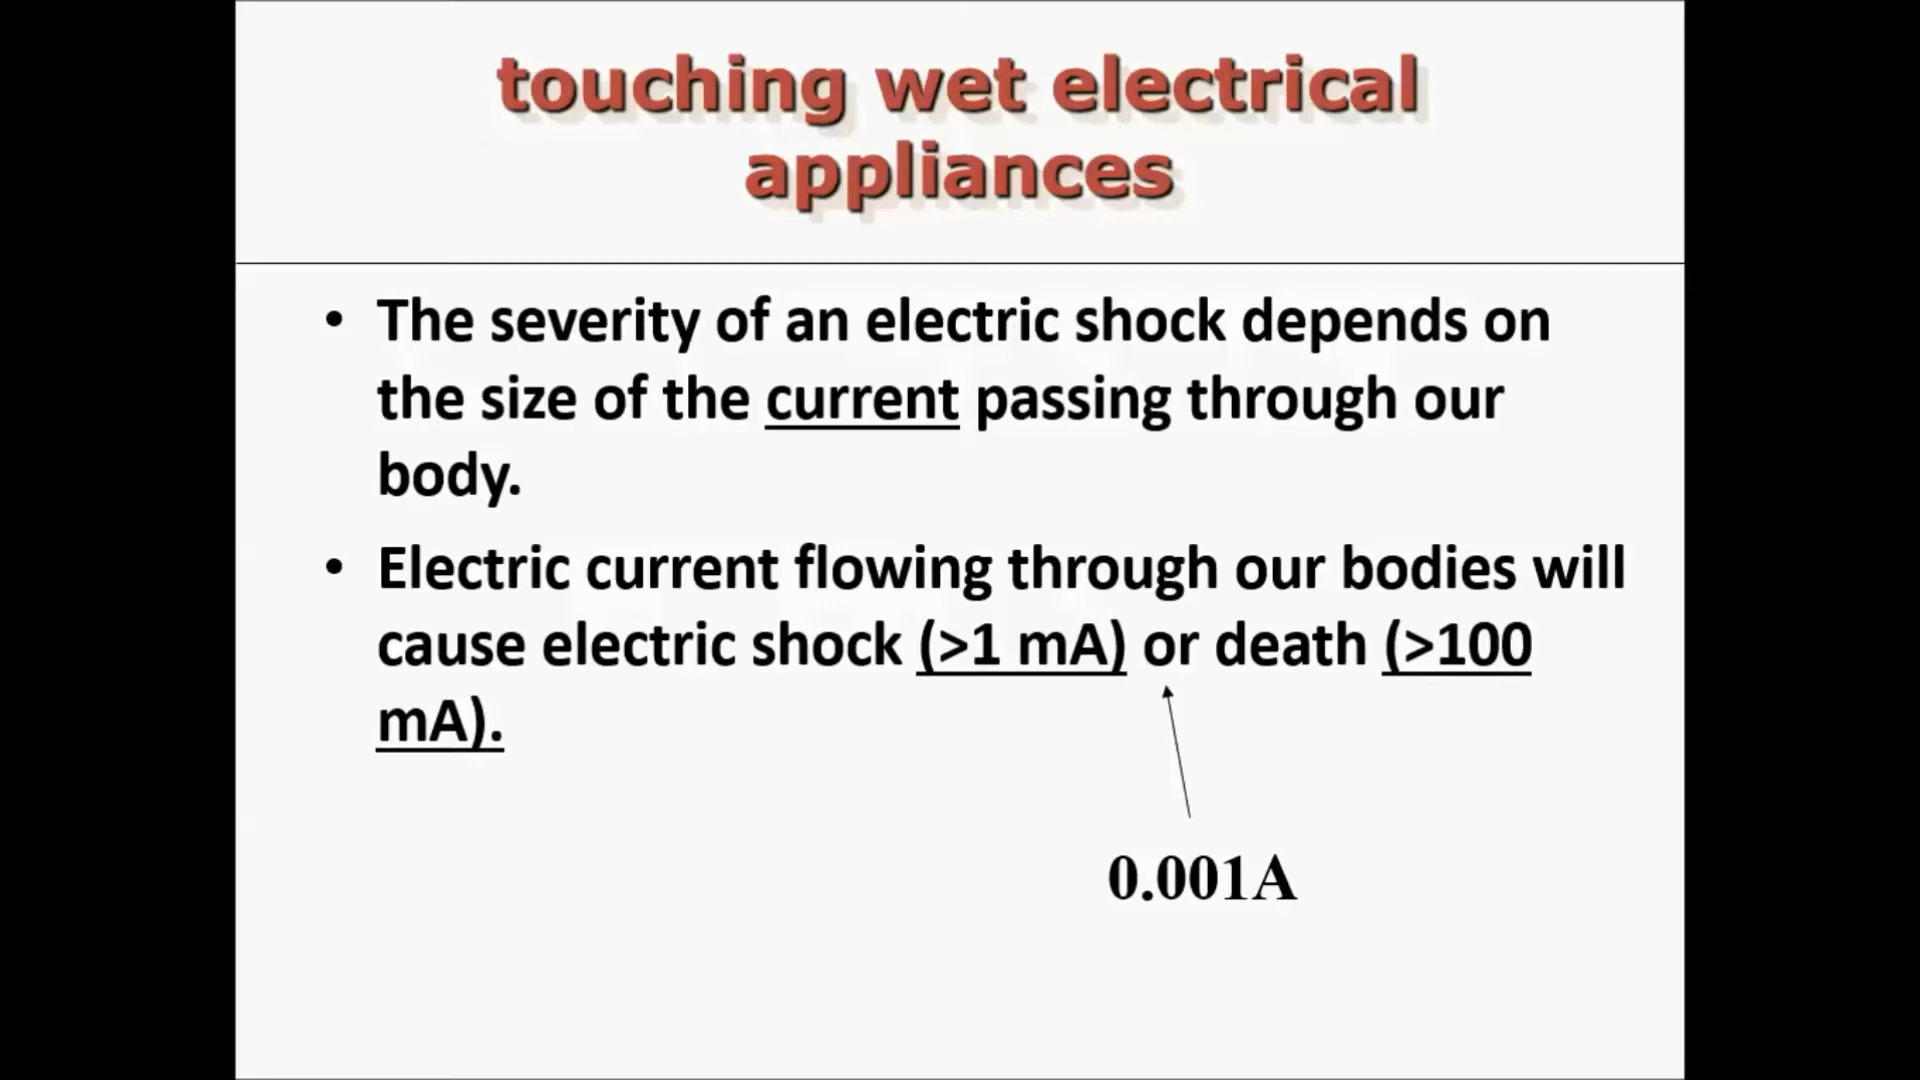 touching wet electrical
appliances
• The severity of an electric shock depends on
the size of the current passing through our
body.
• Electric current flowing through our bodies will
cause electric shock (>1 mA) or death (>100
mA).
0.001A